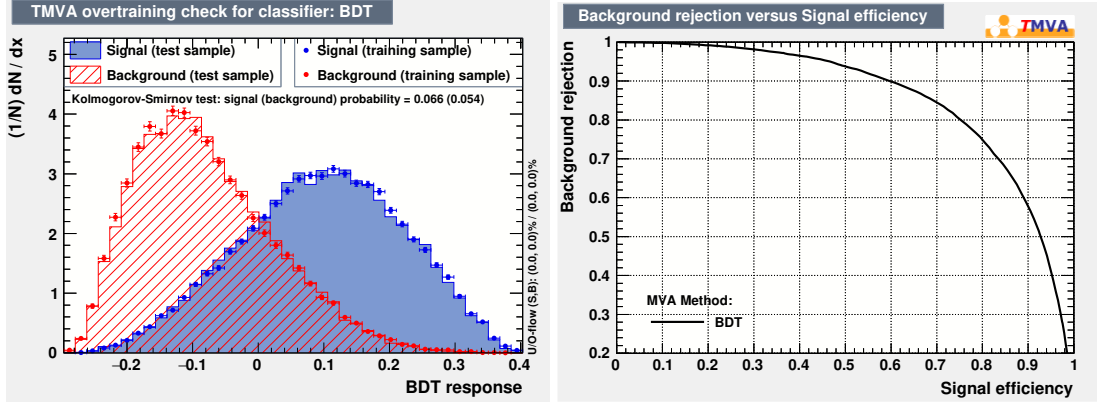 TMVA overtraining check for classifier: BDT
(1/N) dN / dx
5
4
3
2
1
0
Signal (test sample)
Background (test sample)
Signal (training sample)
Background (training sample)
Kolmogorov-Smirnov test: signal (background) probability = 0.066 (0.054)
U/O-flow (S,B): (0.0, 0.0)% / (0.0, 0.0)%
−0.2 −0.1 0 0.1 0.2 0.3 0.4
BDT response
Background rejection versus Signal efficiency
TMVA
Background rejection
1
0.9
0.8
0.7
0.6
0.5
0.4
0.3
0.2
MVA Method:
BDT
0 0.1 0.2 0.3 0.4 0.5 0.6 0.7 0.8 0.9 1
Signal efficiency